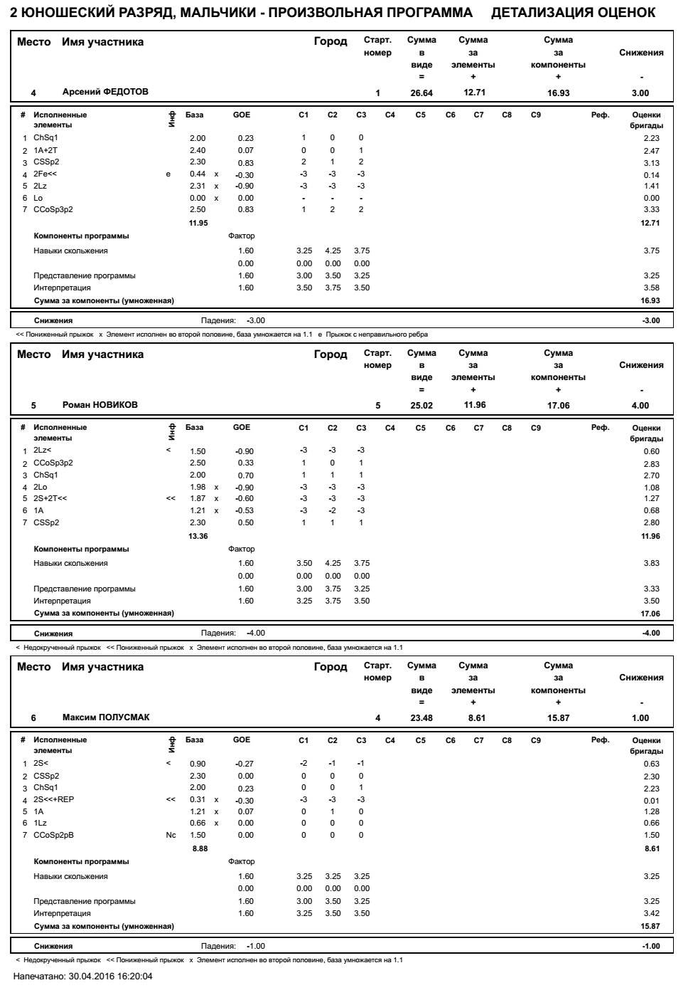 2 ЮНОШЕСКИЙ РАЗРЯД, МАЛЬЧИКИ - ПРОИЗВОЛЬНАЯ ПРОГРАММА ДЕТАЛИЗАЦИЯ ОЦЕНОК
Место Имя участника Город Старт. Сумма Сумма Сумма
номер в за за Снижения
виде элементы компоненты
= + + -
4 Арсений ФЕДОТОВ 1 26.64 12.71 16.93 3.00
# Исполненные Инф База GOE C1 C2 C3 C4 C5 C6 C7 C8 C9 Реф. Оценки
элементы бригады
1 ChSq1 2.00 0.23 1 0 0 2.23
2 1A+2T 2.40 0.07 0 0 1 2.47
3 CSSp2 2.30 0.83 2 1 2 3.13
4 2Fe<< e 0.44 x -0.30 -3 -3 -3 0.14
5 2Lz 2.31 x -0.90 -3 -3 -3 1.41
6 Lo 0.00 x 0.00 - - - 0.00
7 CCoSp3p2 2.50 0.83 1 2 2 3.33
11.95 12.71
Компоненты программы Фактор
Навыки скольжения 1.60 3.25 4.25 3.75 3.75
0.00 0.00 0.00 0.00
Представление программы 1.60 3.00 3.50 3.25 3.25
Интерпретация 1.60 3.50 3.75 3.50 3.58
Сумма за компоненты (умноженная) 16.93
Снижения Падения: -3.00 -3.00
<< Пониженный прыжок x Элемент исполнен во второй половине, база умножается на 1.1 e Прыжок с неправильного ребра
Место Имя участника Город Старт. Сумма Сумма Сумма
номер в за за Снижения
виде элементы компоненты
= + + -
5 Роман НОВИКОВ 5 25.02 11.96 17.06 4.00
# Исполненные Инф База GOE C1 C2 C3 C4 C5 C6 C7 C8 C9 Реф. Оценки
элементы бригады
1 2Lz< < 1.50 -0.90 -3 -3 -3 0.60
2 CCoSp3p2 2.50 0.33 1 0 1 2.83
3 ChSq1 2.00 0.70 1 1 1 2.70
4 2Lo 1.98 x -0.90 -3 -3 -3 1.08
5 2S+2T<< << 1.87 x -0.60 -3 -3 -3 1.27
6 1A 1.21 x -0.53 -3 -2 -3 0.68
7 CSSp2 2.30 0.50 1 1 1 2.80
13.36 11.96
Компоненты программы Фактор
Навыки скольжения 1.60 3.50 4.25 3.75 3.83
0.00 0.00 0.00 0.00
Представление программы 1.60 3.00 3.75 3.25 3.33
Интерпретация 1.60 3.25 3.75 3.50 3.50
Сумма за компоненты (умноженная) 17.06
Снижения Падения: -4.00 -4.00
< Недокрученный прыжок << Пониженный прыжок x Элемент исполнен во второй половине, база умножается на 1.1
Место Имя участника Город Старт. Сумма Сумма Сумма
номер в за за Снижения
виде элементы компоненты
= + + -
6 Максим ПОЛУСМАК 4 23.48 8.61 15.87 1.00
# Исполненные Инф База GOE C1 C2 C3 C4 C5 C6 C7 C8 C9 Реф. Оценки
элементы бригады
1 2S< < 0.90 -0.27 -2 -1 -1 0.63
2 CSSp2 2.30 0.00 0 0 0 2.30
3 ChSq1 2.00 0.23 0 0 1 2.23
4 2S<<+REP << 0.31 x -0.30 -3 -3 -3 0.01
5 1A 1.21 x 0.07 0 1 0 1.28
6 1Lz 0.66 x 0.00 0 0 0 0.66
7 CCoSp2pB Nc 1.50 0.00 0 0 0 1.50
8.88 8.61
Компоненты программы Фактор
Навыки скольжения 1.60 3.25 3.25 3.25 3.25
0.00 0.00 0.00 0.00
Представление программы 1.60 3.00 3.50 3.25 3.25
Интерпретация 1.60 3.25 3.50 3.50 3.42
Сумма за компоненты (умноженная) 15.87
Снижения Падения: -1.00 -1.00
< Недокрученный прыжок << Пониженный прыжок x Элемент исполнен во второй половине, база умножается на 1.1
Напечатано: 30.04.2016 16:20:04